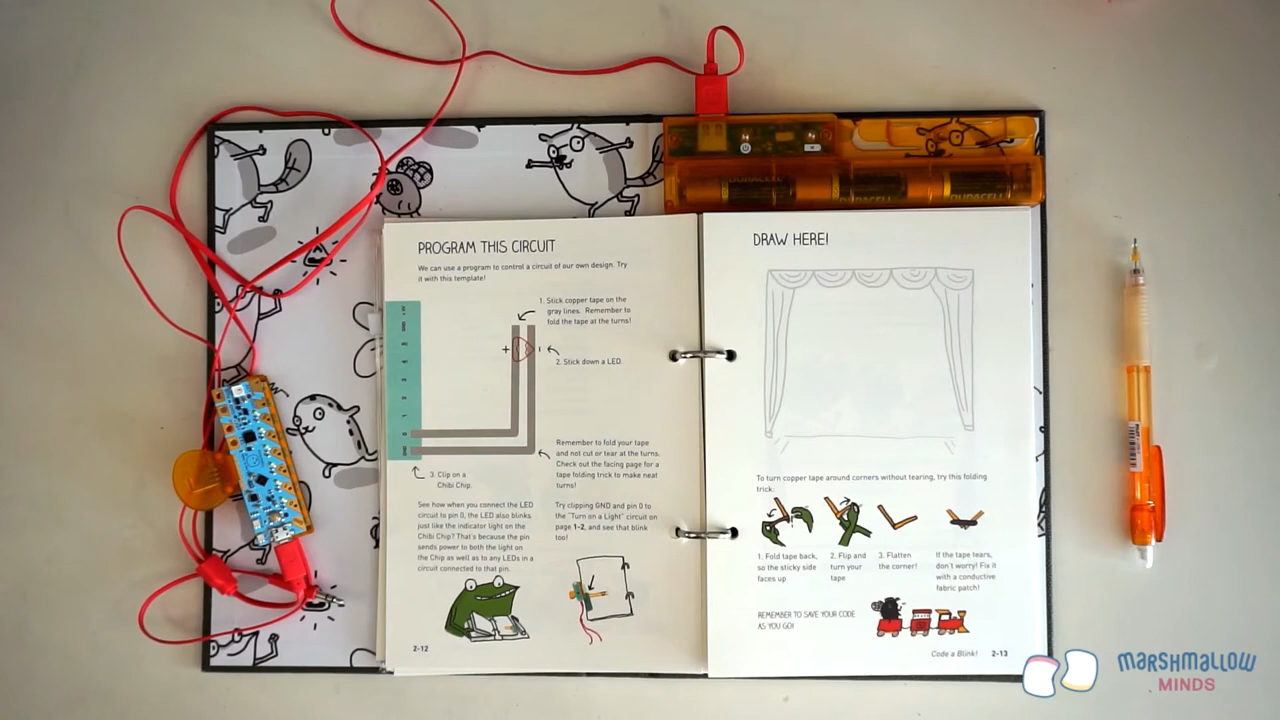 DURACELL
DURACELL
DURACELL
PROGRAM THIS CIRCUIT
We can use a program to control a circuit of our own design. Try
it with this template!
1. Stick copper tape on the
gray lines. Remember to
fold the tape at the turns!
+
-
2. Stick down a LED.
Remember to fold your tape
and not cut or tear at the turns.
Check out the facing page for a
tape folding trick to make neat
turns!
3. Clip on a
Chibi Chip.
See how when you connect the LED
circuit to pin 0, the LED also blinks
just like the indicator light on the
Chibi Chip? That's because the pin
sends power to both the light on
the Chip as well as to any LEDs in a
circuit connected to that pin.
Try clipping GND and pin 0 to
the "Turn on a Light" circuit on
page 1-2, and see that blink
too!
2-12
DRAW HERE!
To turn copper tape around corners without tearing, try this folding
trick:
1. Fold tape back,
so the sticky side
faces up
2. Flip and
turn your
tape
3. Flatten
the corner!
If the tape tears,
don't worry! Fix it
with a conductive
fabric patch!
REMEMBER TO SAVE YOUR CODE
AS YOU GO!
Code a Blink! 2-13
MARSHMALLOW
MINDS